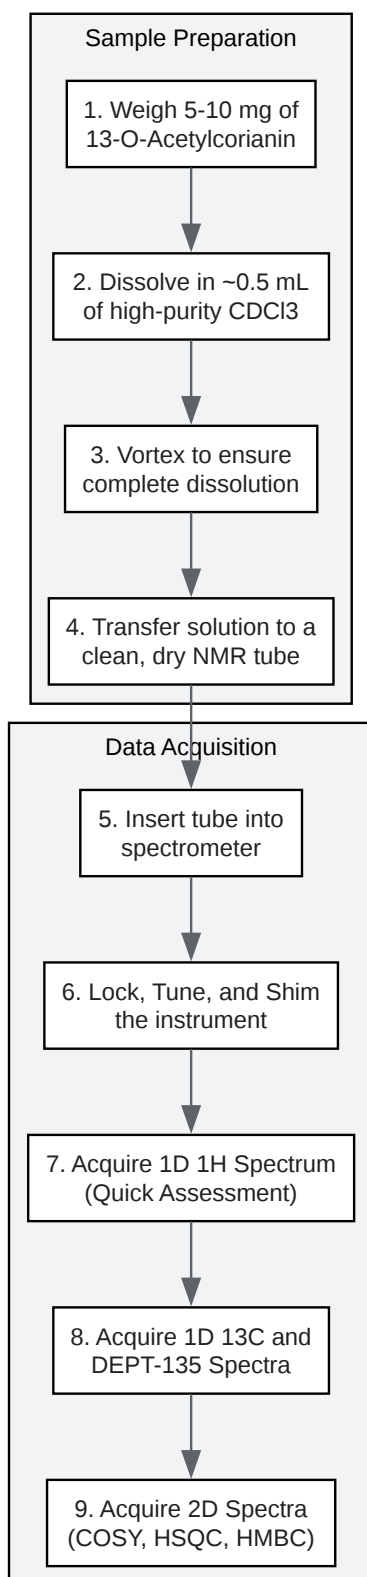 Sample Preparation
1. Weigh 5-10 mg of
13-O-Acetylcorianin
2. Dissolve in ~0.5 mL
of high-purity CDCl3
3. Vortex to ensure
complete dissolution
4. Transfer solution to a
clean, dry NMR tube
Data Acquisition
5. Insert tube into
spectrometer
6. Lock, Tune, and Shim
the instrument
7. Acquire 1D 1H Spectrum
(Quick Assessment)
8. Acquire 1D 13C and
DEPT-135 Spectra
9. Acquire 2D Spectra
(COSY, HSQC, HMBC)